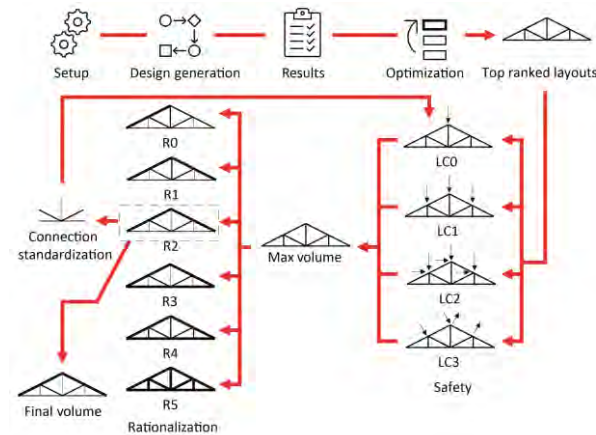 Setup
Design generation
Results
Optimization
Top ranked layouts
R0
LC0
R1
LC1
Connection
standardization
R2
Max volume
LC2
R3
R4
LC3
Final volume
R5
Safety
Rationalization